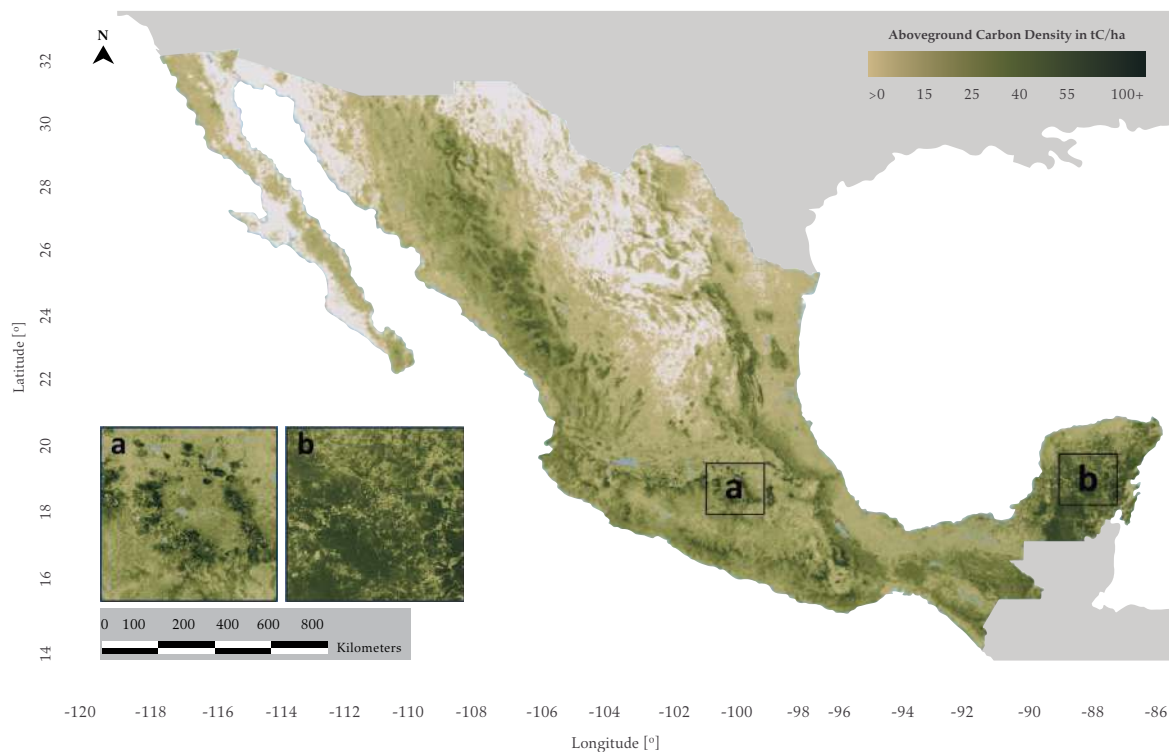 N
Aboveground Carbon Density in tC/ha
>0 15 25 40 55 100+
32
30
28
26
24
22
20
18
16
14
Latitude [°]
a
b
a
b
0 100 200 400 600 800
Kilometers
-120 -118 -116 -114 -112 -110 -108 -106 -104 -102 -100 -98 -96 -94 -92 -90 -88 -86
Longitude [°]